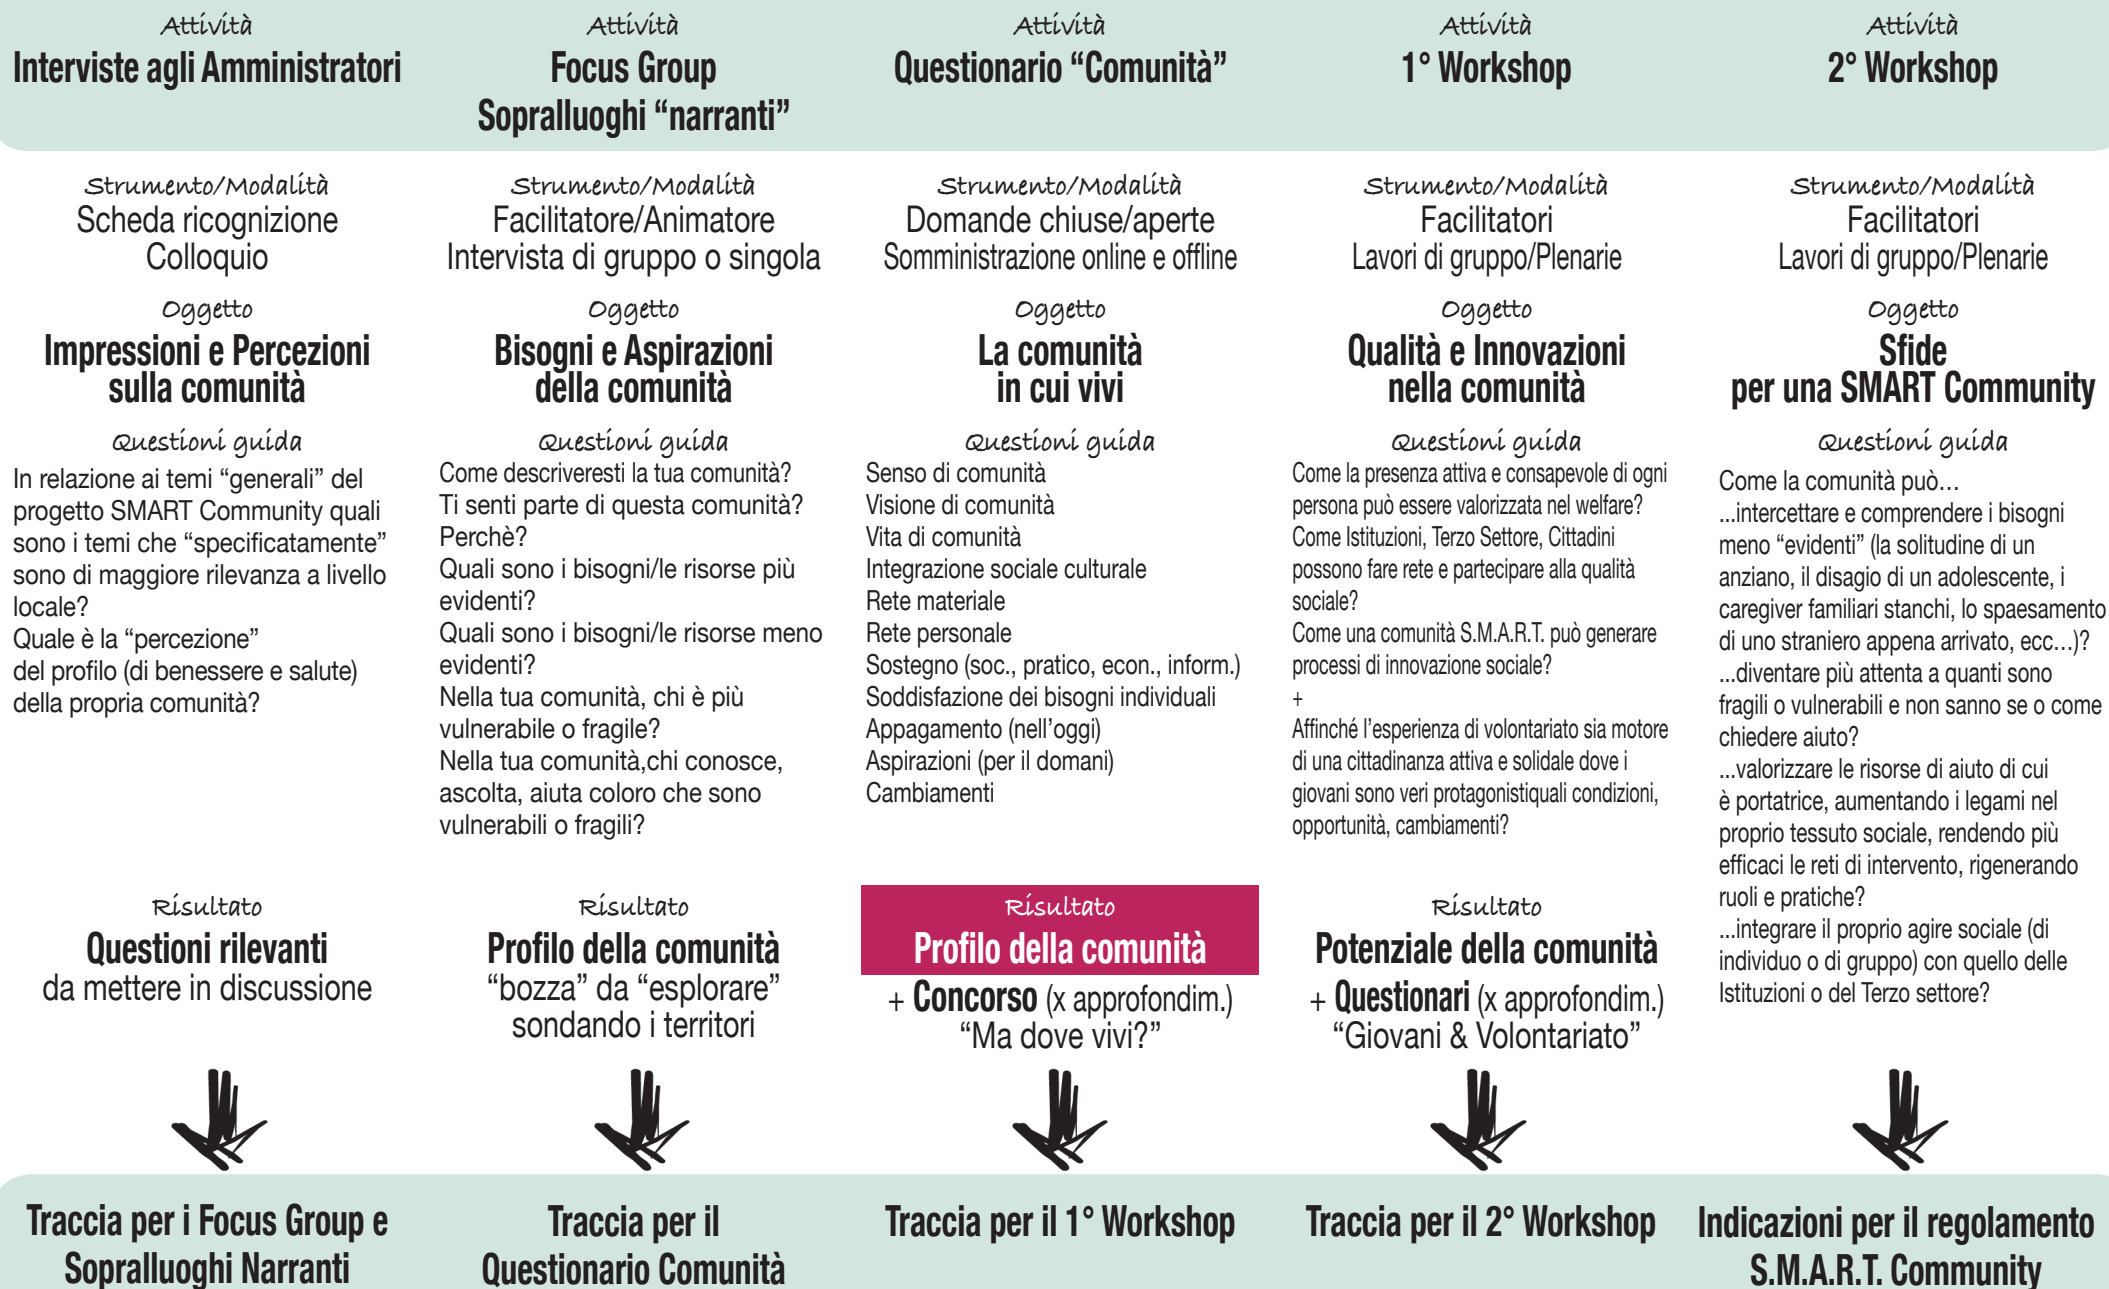 Attività
Interviste agli Amministratori
Strumento/Modalità
Scheda ricognizione
Colloquio
Oggetto
Impressioni e Percezioni
sulla comunità
Questioni guida
In relazione ai temi “generali” del
progetto SMART Community quali
sono i temi che “specificatamente”
sono di maggiore rilevanza a livello
locale?
Quale è la “percezione”
del profilo (di benessere e salute)
della propria comunità?
Risultato
Questioni rilevanti
da mettere in discussione
Traccia per i Focus Group e
Sopralluoghi Narranti
Attività
Focus Group
Sopralluoghi “narranti”
Strumento/Modalità
Facilitatore/Animatore
Intervista di gruppo o singola
Oggetto
Bisogni e Aspirazioni
della comunità
Questioni guida
Come descriveresti la tua comunità?
Ti senti parte di questa comunità?
Perchè?
Quali sono i bisogni/le risorse più
evidenti?
Quali sono i bisogni/le risorse meno
evidenti?
Nella tua comunità, chi è più
vulnerabile o fragile?
Nella tua comunità,chi conosce,
ascolta, aiuta coloro che sono
vulnerabili o fragili?
Risultato
Profilo della comunità
“bozza” da “esplorare”
sondando i territori
Traccia per il
Questionario Comunità
Attività
Questionario “Comunità”
Strumento/Modalità
Domande chiuse/aperte
Somministrazione online e offline
Oggetto
La comunità
in cui vivi
Questioni guida
Senso di comunità
Visione di comunità
Vita di comunità
Integrazione sociale culturale
Rete materiale
Rete personale
Sostegno (soc., pratico, econ., inform.)
Soddisfazione dei bisogni individuali
Appagamento (nell’oggi)
Aspirazioni (per il domani)
Cambiamenti
Risultato
Profilo della comunità
+ Concorso (x approfondim.)
“Ma dove vivi?”
Traccia per il 1° Workshop
Attività
1° Workshop
Strumento/Modalità
Facilitatori
Lavori di gruppo/Plenarie
Oggetto
Qualità e Innovazioni
nella comunità
Questioni guida
Come la presenza attiva e consapevole di ogni
persona può essere valorizzata nel welfare?
Come Istituzioni, Terzo Settore, Cittadini
possono fare rete e partecipare alla qualità
sociale?
Come una comunità S.M.A.R.T. può generare
processi di innovazione sociale?
+
Affinché l’esperienza di volontariato sia motore
di una cittadinanza attiva e solidale dove i
giovani sono veri protagonistiquali condizioni,
opportunità, cambiamenti?
Risultato
Potenziale della comunità
+ Questionari (x approfondim.)
“Giovani & Volontariato”
Traccia per il 2° Workshop
Attività
2° Workshop
Strumento/Modalità
Facilitatori
Lavori di gruppo/Plenarie
Oggetto
Sfide
per una SMART Community
Questioni guida
Come la comunità può…
...intercettare e comprendere i bisogni
meno “evidenti” (la solitudine di un
anziano, il disagio di un adolescente, i
caregiver familiari stanchi, lo spaesamento
di uno straniero appena arrivato, ecc…)?
...diventare più attenta a quanti sono
fragili o vulnerabili e non sanno se o come
chiedere aiuto?
...valorizzare le risorse di aiuto di cui
è portatrice, aumentando i legami nel
proprio tessuto sociale, rendendo più
efficaci le reti di intervento, rigenerando
ruoli e pratiche?
...integrare il proprio agire sociale (di
individuo o di gruppo) con quello delle
Istituzioni o del Terzo settore?
Indicazioni per il regolamento
S.M.A.R.T. Community